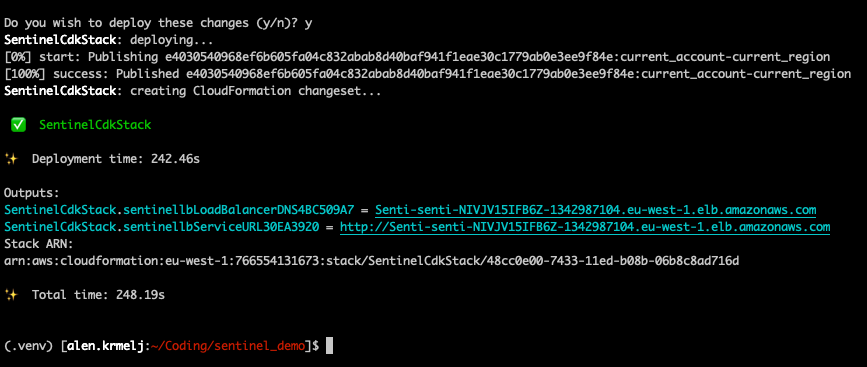 Do you wish to deploy these changes (y/n)? y
SentinelCdkStack: deploying...
[0%] start: Publishing e4030540968ef6b605fa04c832abab8d40baf941f1eae30c1779ab0e3ee9f84e:current_account-current_region
[100%] success: Published e4030540968ef6b605fa04c832abab8d40baf941f1eae30c1779ab0e3ee9f84e:current_account-current_region
SentinelCdkStack: creating CloudFormation changeset...
✅ SentinelCdkStack
✨ Deployment time: 242.46s
Outputs:
SentinelCdkStack.sentinellbLoadBalancerDNS4BC509A7 = Senti-senti-NIVJV15IFB6Z-1342987104.eu-west-1.elb.amazonaws.com
SentinelCdkStack.sentinellbServiceURL30EA3920 = http://Senti-senti-NIVJV15IFB6Z-1342987104.eu-west-1.elb.amazonaws.com
Stack ARN:
arn:aws:cloudformation:eu-west-1:766554131673:stack/SentinelCdkStack/48cc0e00-7433-11ed-b08b-06b8c8ad716d
✨ Total time: 248.19s
(.venv) [alen.krmelj:~/Coding/sentinel_demo]$